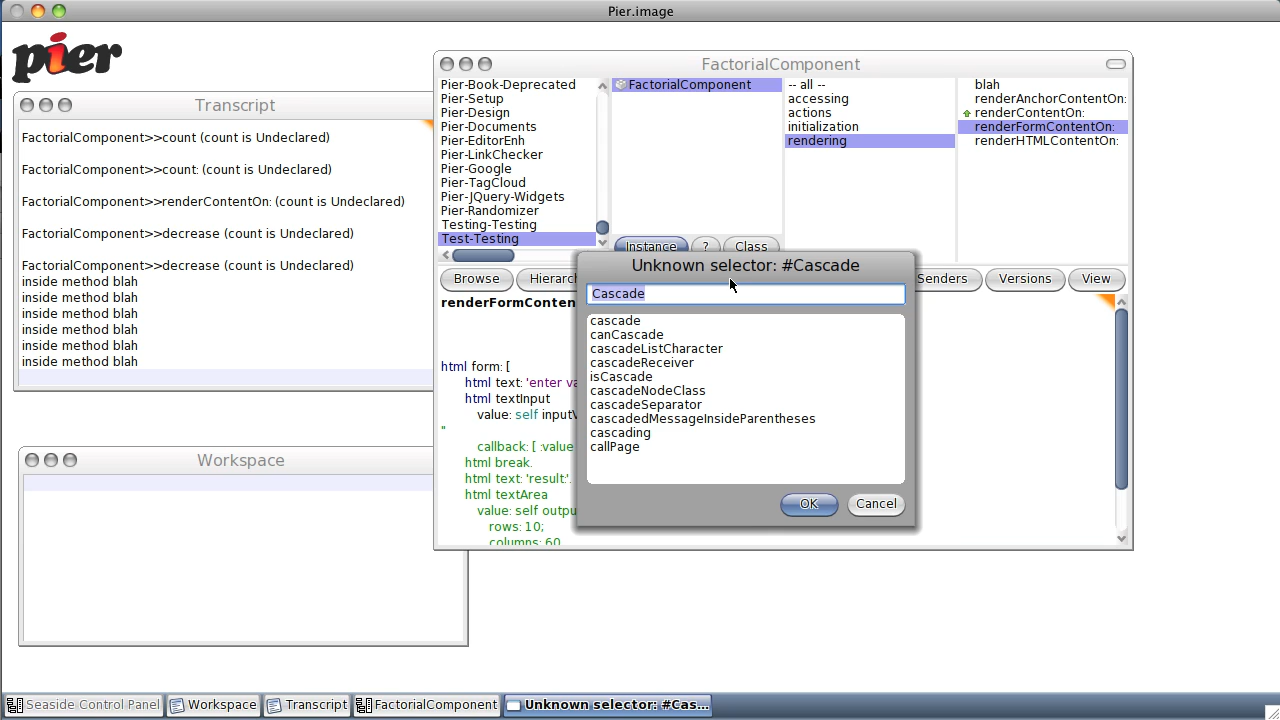 Pier.image
pier
Transcript
FactorialComponent>>count (count is Undeclared)
FactorialComponent>>count: (count is Undeclared)
FactorialComponent>>renderContentOn: (count is Undeclared)
FactorialComponent>>decrease (count is Undeclared)
FactorialComponent>>decrease (count is Undeclared)
inside method blah
inside method blah
inside method blah
inside method blah
inside method blah
inside method blah
Workspace
FactorialComponent
Pier-Book-Deprecated
Pier-Setup
Pier-Design
Pier-Documents
Pier-EditorEnh
Pier-LinkChecker
Pier-Google
Pier-TagCloud
Pier-JQuery-Widgets
Pier-Randomizer
Testing-Testing
Test-Testing
FactorialComponent
Instance ? Class
-- all --
accessing
actions
initialization
rendering
blah
renderAnchorContentOn:
renderContentOn:
renderFormContentOn:
renderHTMLContentOn:
Browse Hierarch Senders Versions View
renderFormConten
html form: [
html text: 'enter va
html textInput
value: self inputV
"
callback: [ :value
html break.
html text: 'result:'.
html textArea
value: self outpu
rows: 10;
columns: 60
Unknown selector: #Cascade
Cascade
cascade
canCascade
cascadeListCharacter
cascadeReceiver
isCascade
cascadeNodeClass
cascadeSeparator
cascadedMessageInsideParentheses
cascading
callPage
OK Cancel
Seaside Control Panel Workspace Transcript FactorialComponent Unknown selector: #Cas...